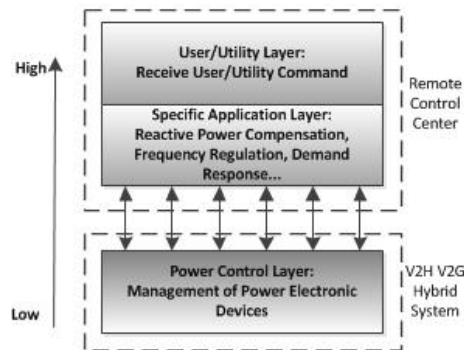 High
User/Utility Layer:
Receive User/Utility Command
Specific Application Layer:
Reactive Power Compensation,
Frequency Regulation, Demand
Response...
Remote
Control
Center
Power Control Layer:
Management of Power Electronic
Devices
V2H V2G
Hybrid
System
Low